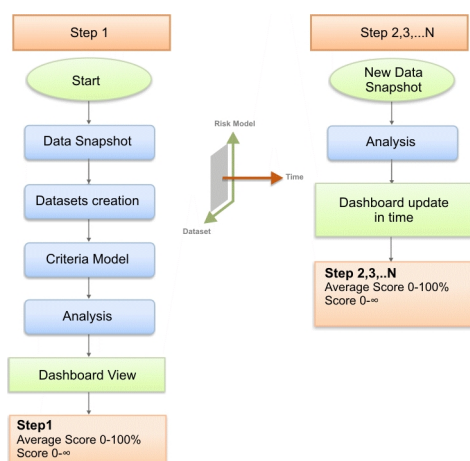 Step 1
Start
Data Snapshot
Datasets creation
Criteria Model
Analysis
Dashboard View
Step1
Average Score 0-100%
Score 0-∞
Risk Model
Time
Dataset
Step 2,3,...N
New Data
Snapshot
Analysis
Dashboard update
in time
Step 2,3,..N
Average Score 0-100%
Score 0-∞